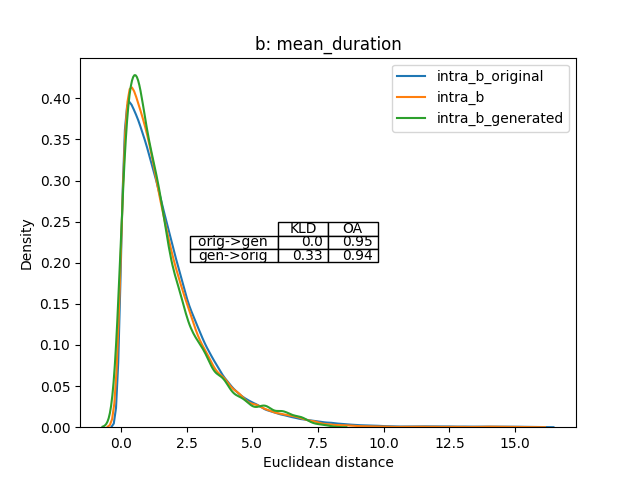 b: mean_duration
intra_b_original
intra_b
intra_b_generated
0.40
0.35
0.30
0.25
0.20
0.15
0.10
0.05
0.00
Density
KLD OA
orig->gen 0.0 0.95
gen->orig 0.33 0.94
0.0 2.5 5.0 7.5 10.0 12.5 15.0
Euclidean distance